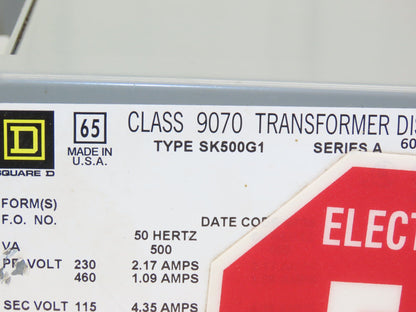 D
SQUARE D
65
MADE IN
U.S.A.
CLASS 9070 TRANSFORMER DIS
TYPE SK500G1 SERIES A 60
FORM(S)
F.O. NO. DATE COD
50 HERTZ
VA 500
PRI VOLT 230 2.17 AMPS
460 1.09 AMPS
SEC VOLT 115 4.35 AMPS
ELECT